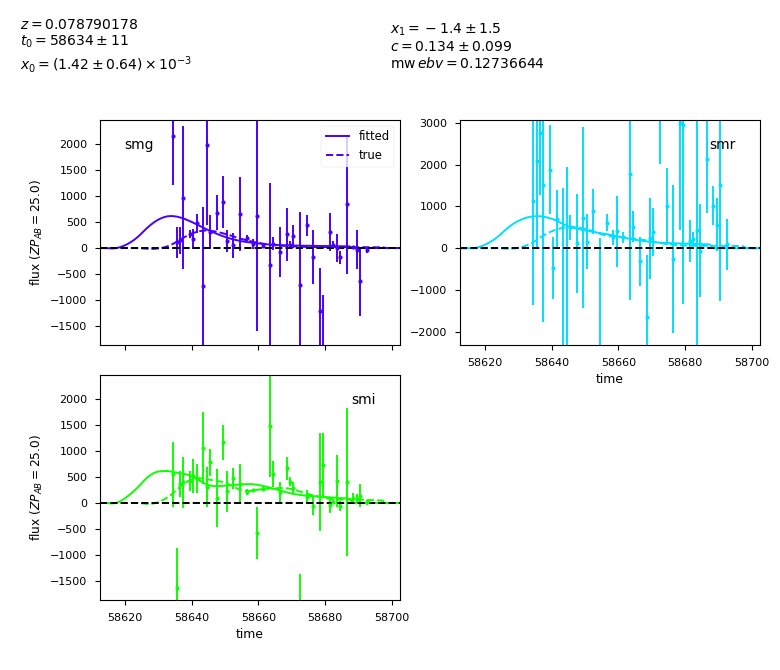 z = 0.078790178
t₀ = 58634 ± 11
x₀ = (1.42 ± 0.64) × 10⁻³
x₁ = −1.4 ± 1.5
c = 0.134 ± 0.099
mw ebv = 0.12736644
smg
fitted
true
2000
1500
1000
500
0
−500
−1000
−1500
flux (ZP_AB = 25.0)
smr
3000
2000
1000
0
−1000
−2000
58620 58640 58660 58680 58700
time
smi
2000
1500
1000
500
0
−500
−1000
−1500
flux (ZP_AB = 25.0)
58620 58640 58660 58680 58700
time